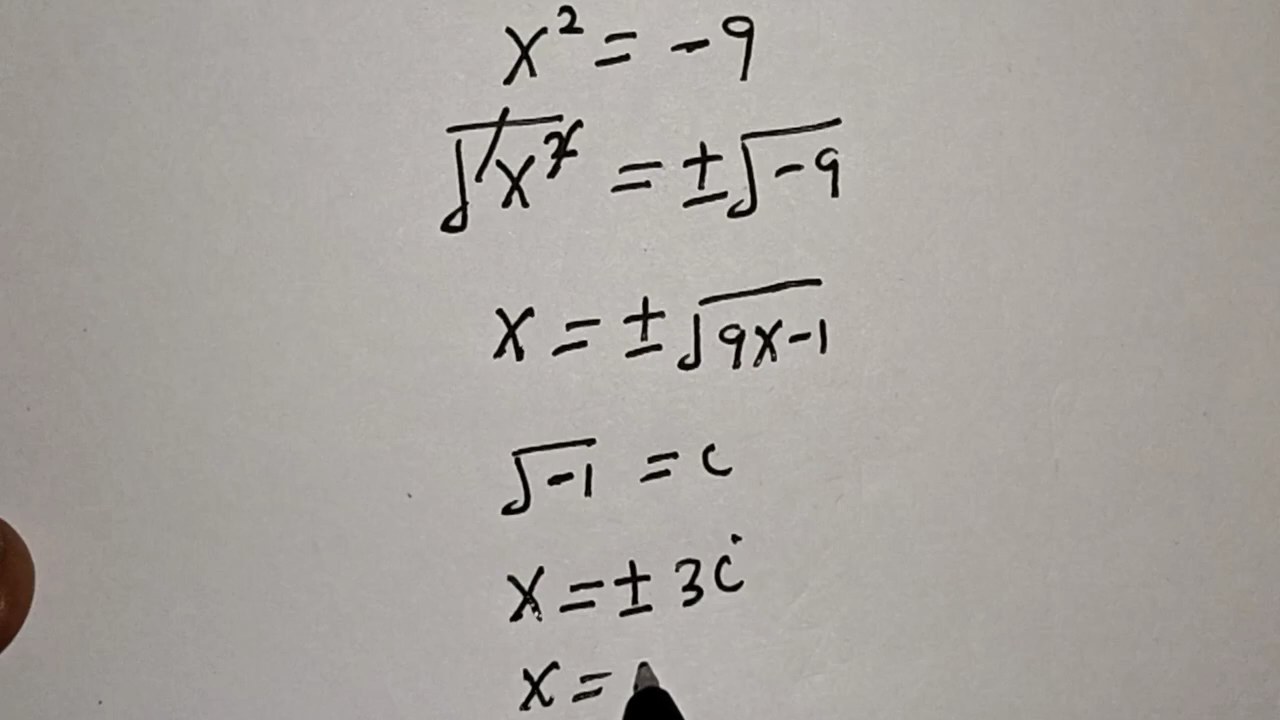 x² = -9
√x² = ±√-9
x = ±√9x-1
√-1 = i
x = ± 3i
x =